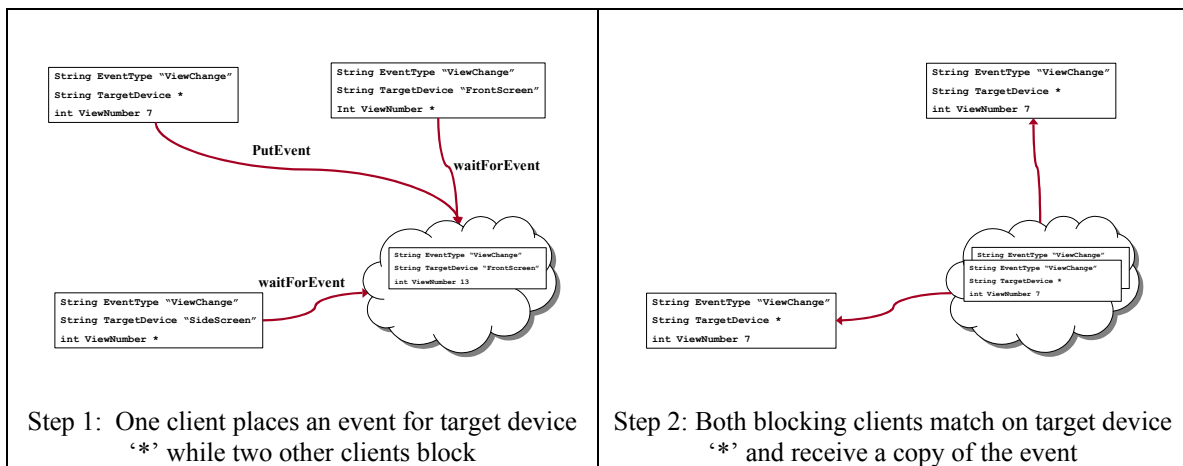 String EventType “ViewChange”
String TargetDevice *
int ViewNumber 7
String EventType “ViewChange”
String TargetDevice “FrontScreen”
Int ViewNumber *
PutEvent
waitForEvent
String EventType “ViewChange”
String TargetDevice “FrontScreen”
int ViewNumber 13
waitForEvent
String EventType “ViewChange”
String TargetDevice “SideScreen”
int ViewNumber *
Step 1:  One client places an event for target device
‘*’ while two other clients block
String EventType “ViewChange”
String TargetDevice *
int ViewNumber 7
String EventType “ViewChange”
String EventType “ViewChange”
String TargetDevice *
int ViewNumber 7
String EventType “ViewChange”
String TargetDevice *
int ViewNumber 7
Step 2: Both blocking clients match on target device
‘*’ and receive a copy of the event